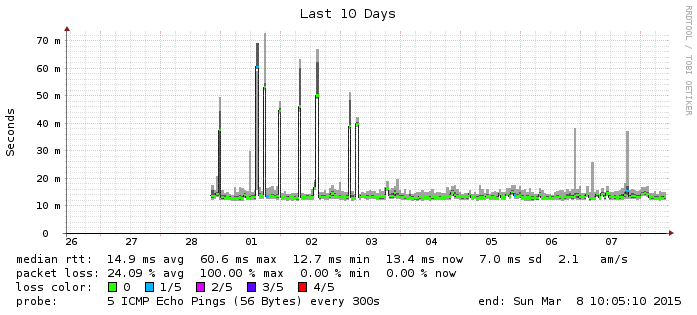 Last 10 Days
RRDTOOL / TOBI OETIKER
Seconds
70 m
60 m
50 m
40 m
30 m
20 m
10 m
0
26 27 28 01 02 03 04 05 06 07
median rtt: 14.9 ms avg 60.6 ms max 12.7 ms min 13.4 ms now 7.0 ms sd 2.1 am/s
packet loss: 24.09 % avg 100.00 % max 0.00 % min 0.00 % now
loss color: 0 1/5 2/5 3/5 4/5
probe: 5 ICMP Echo Pings (56 Bytes) every 300s end: Sun Mar 8 10:05:10 2015